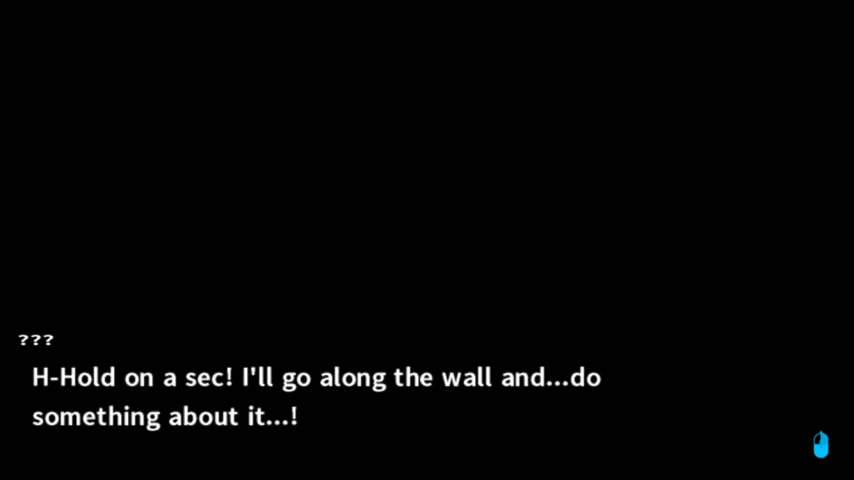 ???
H-Hold on a sec! I'll go along the wall and...do
something about it...!